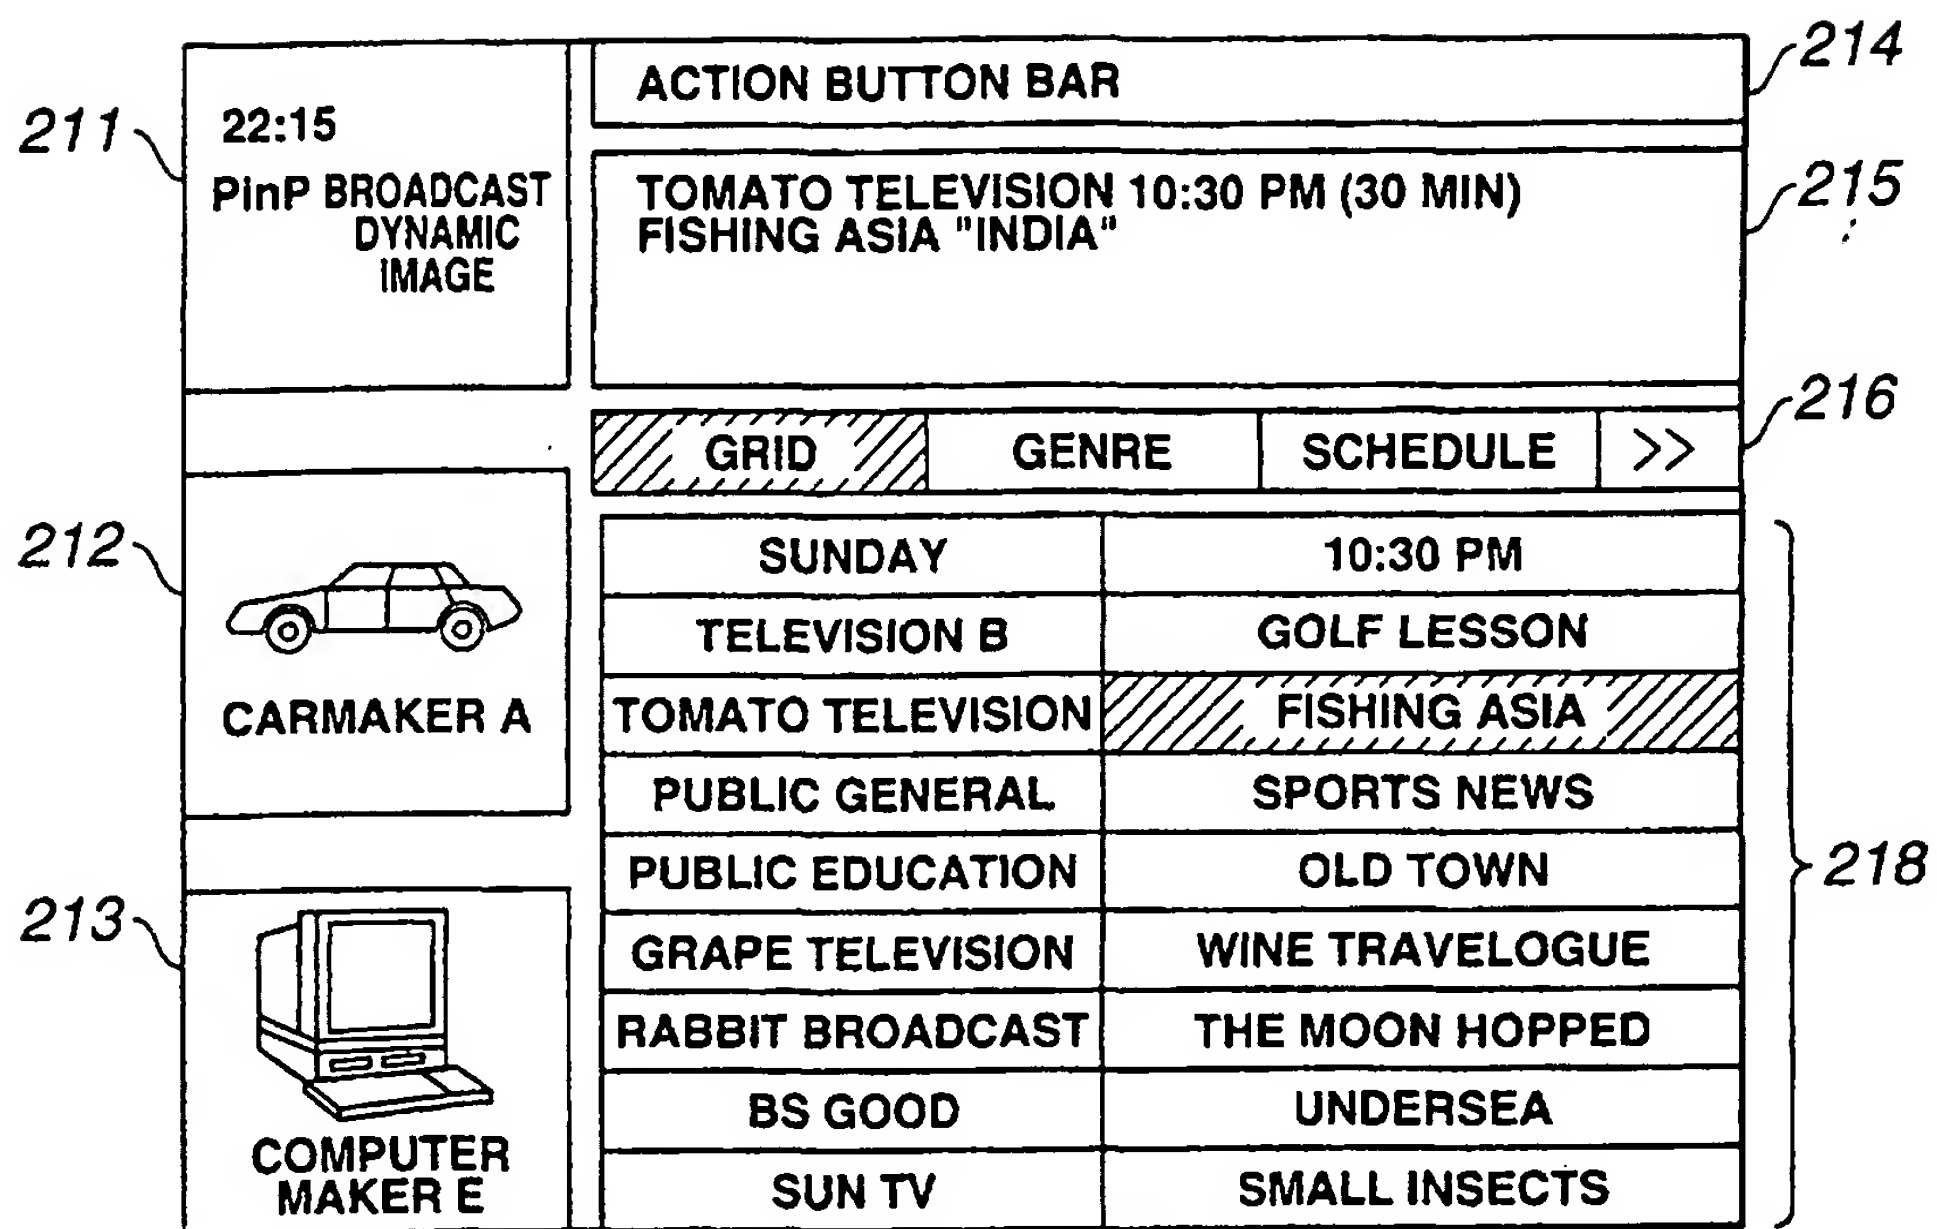 214
ACTION BUTTON BAR
211
22:15
PinP BROADCAST
DYNAMIC
IMAGE
215
TOMATO TELEVISION 10:30 PM (30 MIN)
FISHING ASIA "INDIA"
216
GRID GENRE SCHEDULE >>
212
CARMAKER A
213
COMPUTER
MAKER E
218
SUNDAY 10:30 PM
TELEVISION B GOLF LESSON
TOMATO TELEVISION FISHING ASIA
PUBLIC GENERAL SPORTS NEWS
PUBLIC EDUCATION OLD TOWN
GRAPE TELEVISION WINE TRAVELOGUE
RABBIT BROADCAST THE MOON HOPPED
BS GOOD UNDERSEA
SUN TV SMALL INSECTS